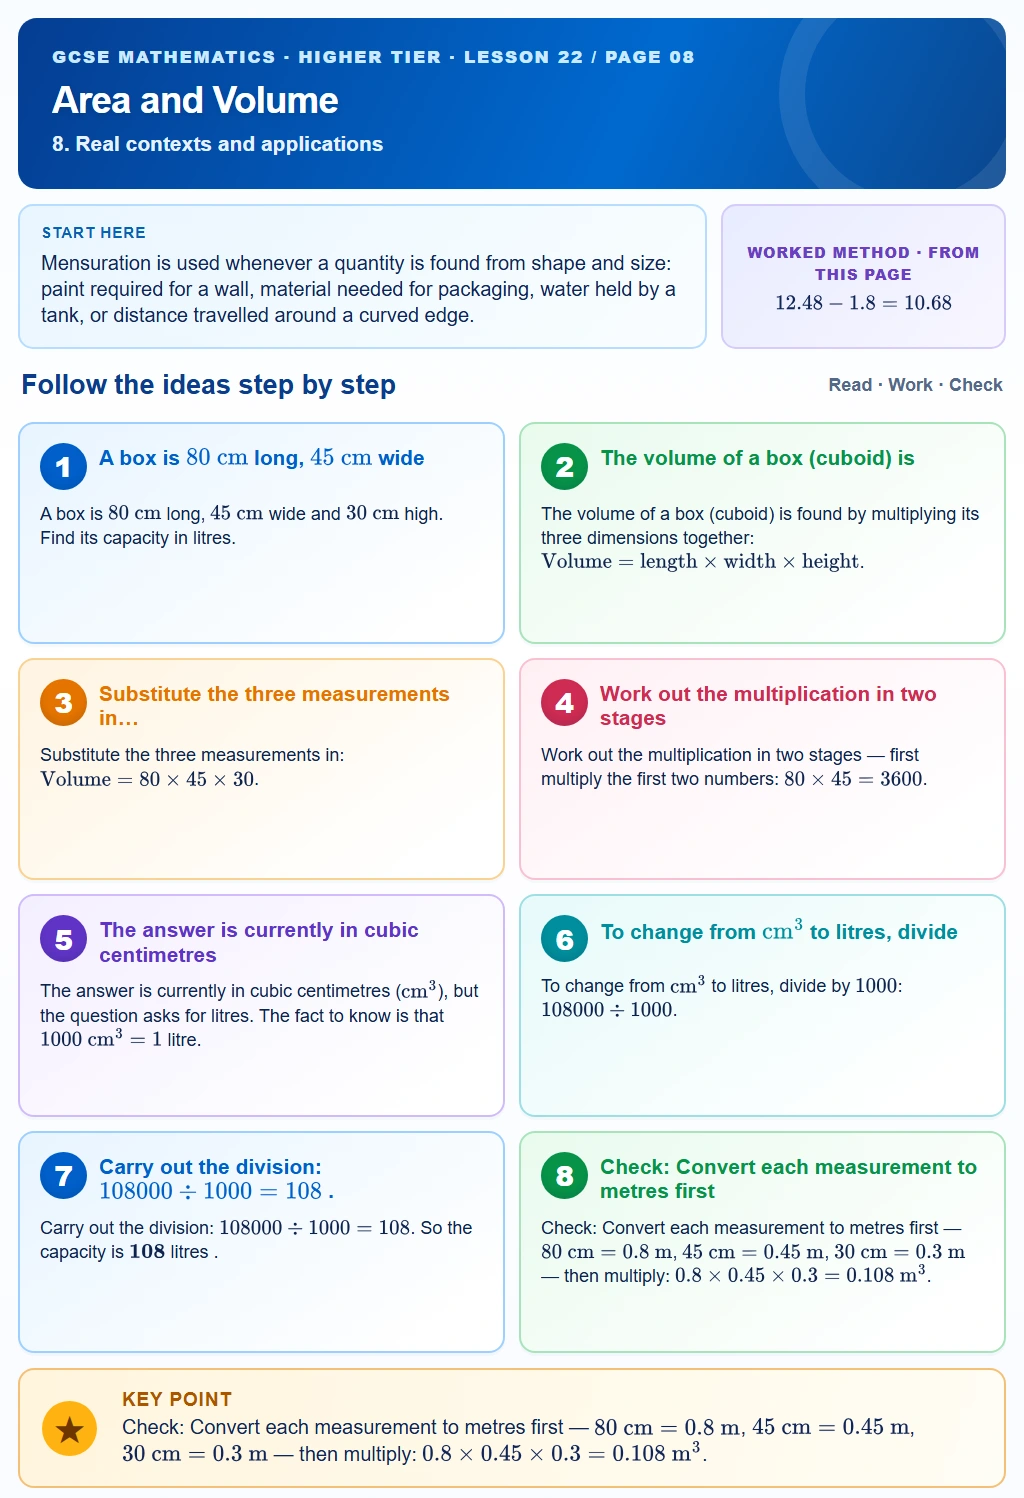 GCSE MATHEMATICS · HIGHER TIER · LESSON 22 / PAGE 08
Area and Volume
8. Real contexts and applications
START HERE
Mensuration is used whenever a quantity is found from shape and size:
paint required for a wall, material needed for packaging, water held by a
tank, or distance travelled around a curved edge.
WORKED METHOD · FROM
THIS PAGE
12.48 − 1.8 = 10.68
Follow the ideas step by step
Read · Work · Check
1
A box is 80 cm long, 45 cm wide
A box is 80 cm long, 45 cm wide and 30 cm high.
Find its capacity in litres.
2
The volume of a box (cuboid) is
The volume of a box (cuboid) is found by multiplying its
three dimensions together:
Volume = length × width × height.
3
Substitute the three measurements
in…
Substitute the three measurements in:
Volume = 80 × 45 × 30.
4
Work out the multiplication in two
stages
Work out the multiplication in two stages — first
multiply the first two numbers: 80 × 45 = 3600.
5
The answer is currently in cubic
centimetres
The answer is currently in cubic centimetres (cm³), but
the question asks for litres. The fact to know is that
1000 cm³ = 1 litre.
6
To change from cm³ to litres, divide
To change from cm³ to litres, divide by 1000:
108000 ÷ 1000.
7
Carry out the division:
108000 ÷ 1000 = 108 .
Carry out the division: 108000 ÷ 1000 = 108. So the
capacity is 108 litres .
8
Check: Convert each measurement to
metres first
Check: Convert each measurement to metres first —
80 cm = 0.8 m, 45 cm = 0.45 m, 30 cm = 0.3 m
— then multiply: 0.8 × 0.45 × 0.3 = 0.108 m³.
KEY POINT
Check: Convert each measurement to metres first — 80 cm = 0.8 m, 45 cm = 0.45 m,
30 cm = 0.3 m — then multiply: 0.8 × 0.45 × 0.3 = 0.108 m³.